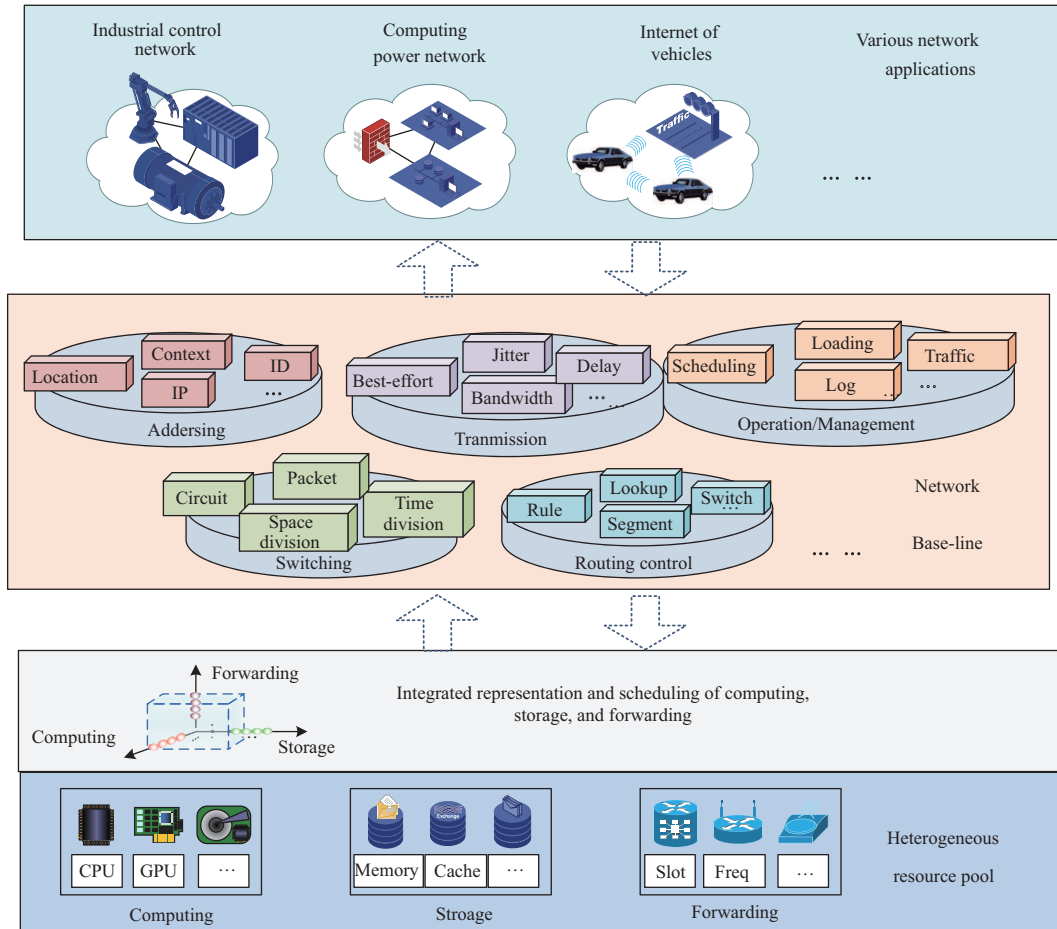 Industrial control
network
Computing
power network
Internet of
vehicles
Various network
applications
Traffic
... ...
Location
Context
IP
ID
...
Addersing
Best-effort
Jitter
Bandwidth
Delay
... ...
Tranmission
Scheduling
Loading
Log
..
Traffic
...
Operation/Management
Circuit
Packet
Space
division
Time
division
Switching
Rule
Lookup
Segment
Switch
...
Routing control
Network
Base-line
... ...
Forwarding
Computing
Storage
Integrated representation and scheduling of computing,
storage, and forwarding
CPU
GPU
...
Computing
Exchange
Memory
Cache
...
Stroage
Slot
Freq
...
Forwarding
Heterogeneous
resource pool